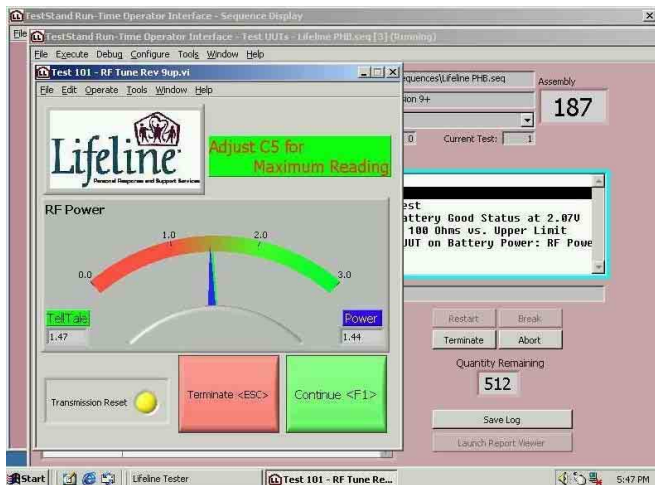 TestStand Run-Time Operator Interface - Sequence Display
File
TestStand Run-Time Operator Interface - Test UUTs - Lifeline PHB.seq [3] (Running)
File Execute Debug Configure Tools Window Help
Test 101 - RF Tune Rev 9up.vi
File Edit Operate Tools Window Help
equences\Lifeline PHB.seq
Assembly
ion 9+
187
0 Current Test: 1
Lifeline
Personal Response and Support Services
Adjust C5 for
Maximum Reading
est
attery Good Status at 2.07V
100 Ohms vs. Upper Limit
UUT on Battery Power: RF Powe
RF Power
0.0 1.0 2.0 3.0
TellTale
1.47
Power
1.44
Restart Break
Terminate Abort
Quantity Remaining
512
Transmission Reset
Terminate <ESC>
Continue <F1>
Save Log
Launch Report Viewer
Start
Lifeline Tester
Test 101 - RF Tune Re...
5:47 PM